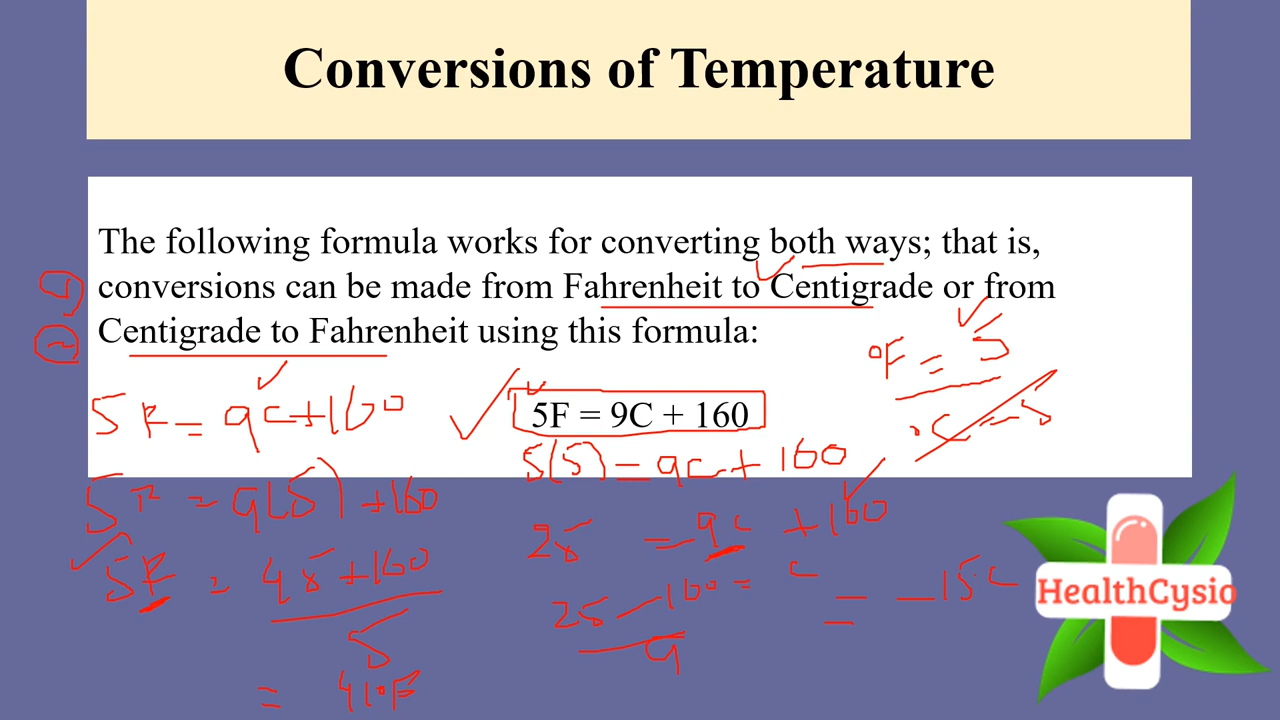 Conversions of Temperature
The following formula works for converting both ways; that is,
conversions can be made from Fahrenheit to Centigrade or from
Centigrade to Fahrenheit using this formula:
°F = 5
°C = 5
5F = 9C+160
5F = 9C + 160
5(5) = 9C + 160
5F = 9(5) +160
25 = 9C +160
5F = 45+160
5
= 41°F
25 - 160 = C
9
= -15C
HealthCysio